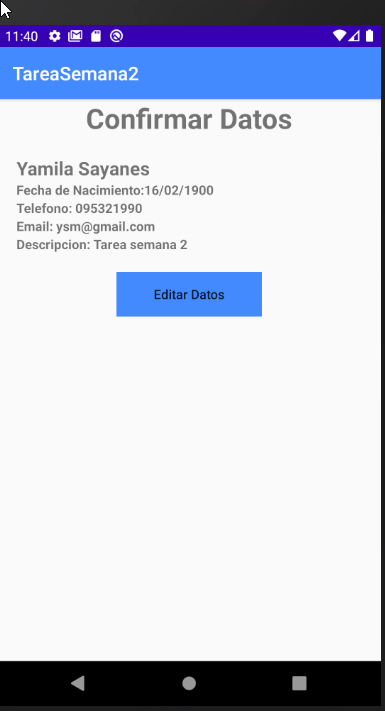 11:40
TareaSemana2
Confirmar Datos
Yamila Sayanes
Fecha de Nacimiento:16/02/1900
Telefono: 095321990
Email: ysm@gmail.com
Descripcion: Tarea semana 2
Editar Datos